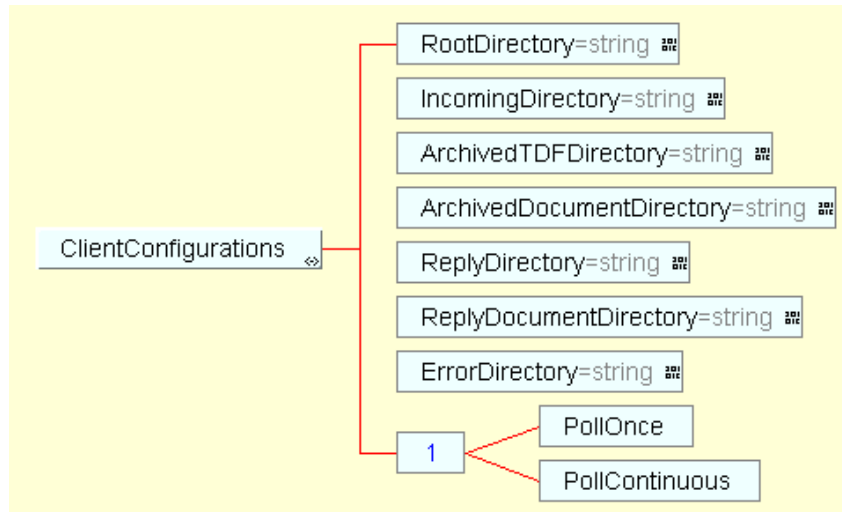 RootDirectory=string
IncomingDirectory=string
ArchivedTDFDirectory=string
ArchivedDocumentDirectory=string
ClientConfigurations
ReplyDirectory=string
ReplyDocumentDirectory=string
ErrorDirectory=string
1
PollOnce
PollContinuous